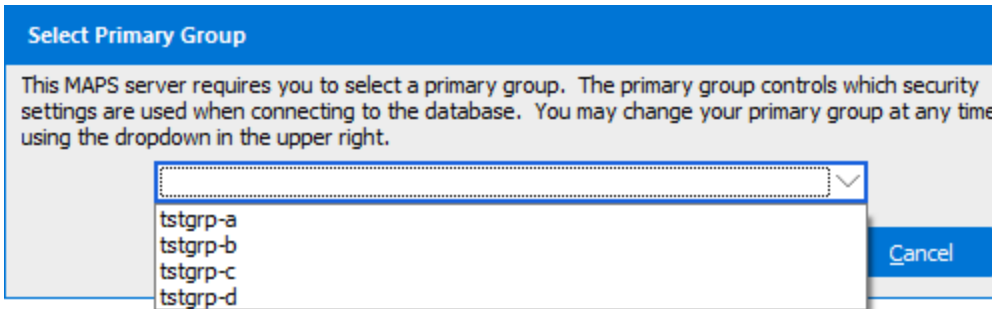 Select Primary Group
This MAPS server requires you to select a primary group.  The primary group controls which security
settings are used when connecting to the database.  You may change your primary group at any time
using the dropdown in the upper right.
tstgrp-a
tstgrp-b
tstgrp-c
Cancel
tstgrp-d